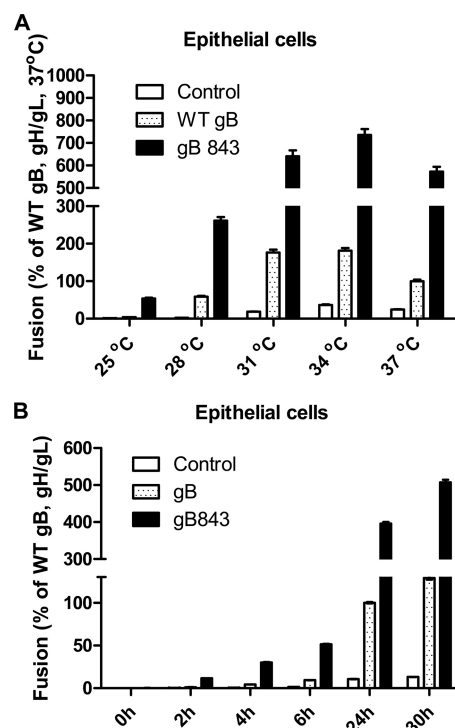 A
Epithelial cells
Fusion (% of WT gB, gH/gL, 37°C)
1000
900
800
700
600
500
300
200
100
0
Control
WT gB
gB 843
25 °C
28 °C
31 °C
34 °C
37 °C
B
Epithelial cells
Fusion (% of WT gB, gH/gL)
600
500
400
300
100
50
0
Control
gB
gB843
0h
2h
4h
6h
24h
30h